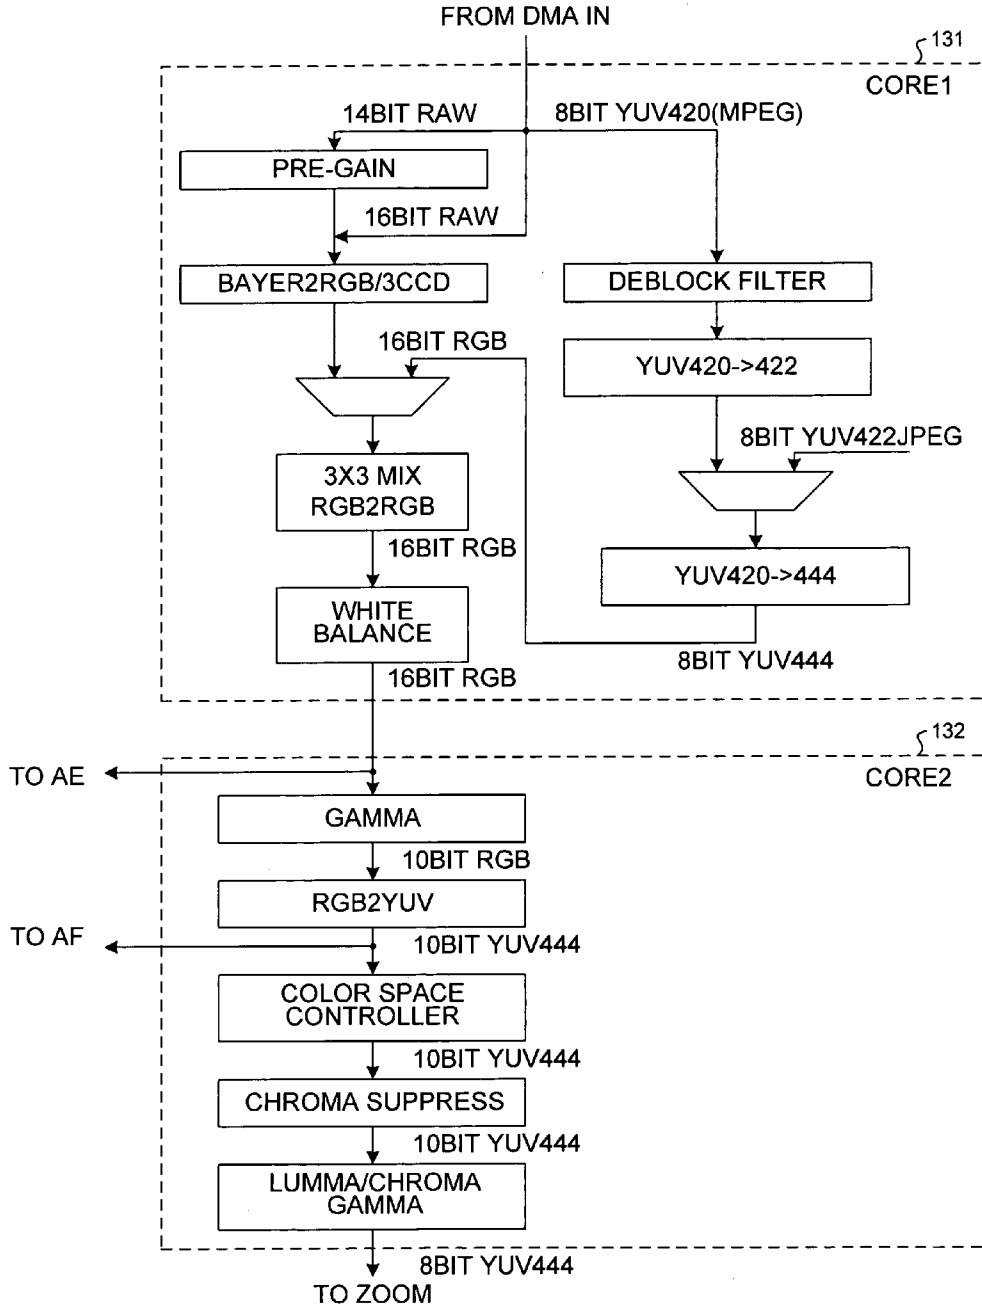 FROM DMA IN
131
CORE1
14BIT RAW
8BIT YUV420(MPEG)
PRE-GAIN
16BIT RAW
BAYER2RGB/3CCD
DEBLOCK FILTER
16BIT RGB
YUV420->422
8BIT YUV422JPEG
3X3 MIX
RGB2RGB
16BIT RGB
YUV420->444
WHITE
BALANCE
8BIT YUV444
16BIT RGB
132
CORE2
TO AE
GAMMA
10BIT RGB
RGB2YUV
TO AF
10BIT YUV444
COLOR SPACE
CONTROLLER
10BIT YUV444
CHROMA SUPPRESS
10BIT YUV444
LUMMA/CHROMA
GAMMA
8BIT YUV444
TO ZOOM